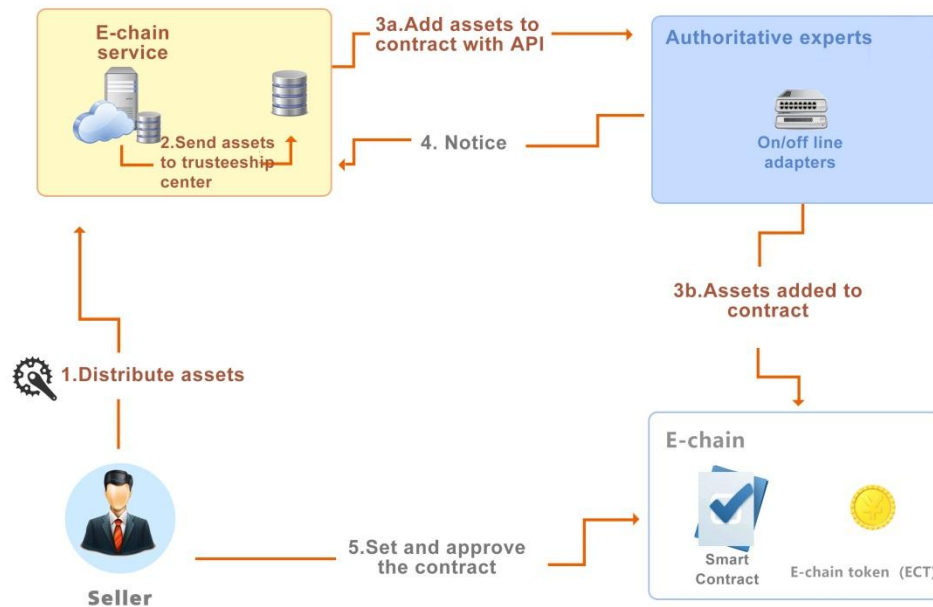 E-chain
service
2.Send assets
to trusteeship
center
3a.Add assets to
contract with API
Authoritative experts
On/off line
adapters
4. Notice
3b.Assets added to
contract
1.Distribute assets
Seller
5.Set and approve
the contract
E-chain
Smart
Contract
¥
E-chain token (ECT)